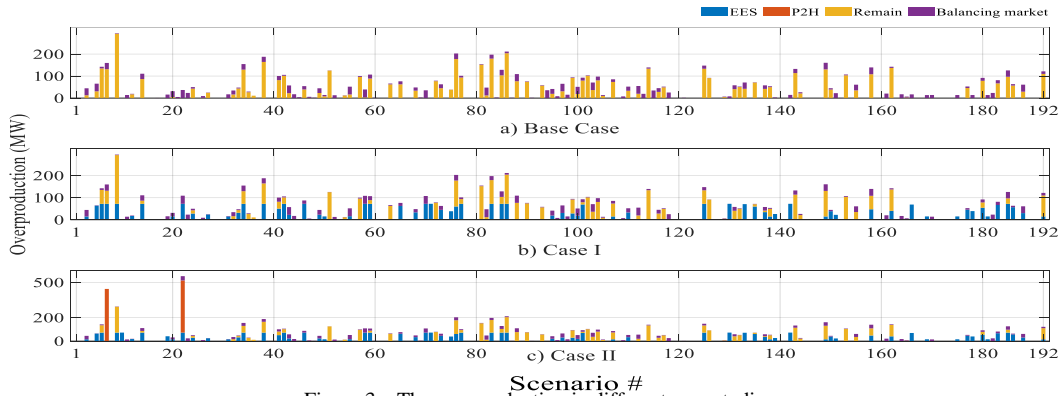 EES P2H Remain Balancing market
200
100
0
1 20 40 60 80 100 120 140 160 180 192
a) Base Case
Overproduction (MW)
200
100
0
1 20 40 60 80 100 120 140 160 180 192
b) Case I
500
200
0
1 20 40 60 80 100 120 140 160 180 192
c) Case II
Scenario #